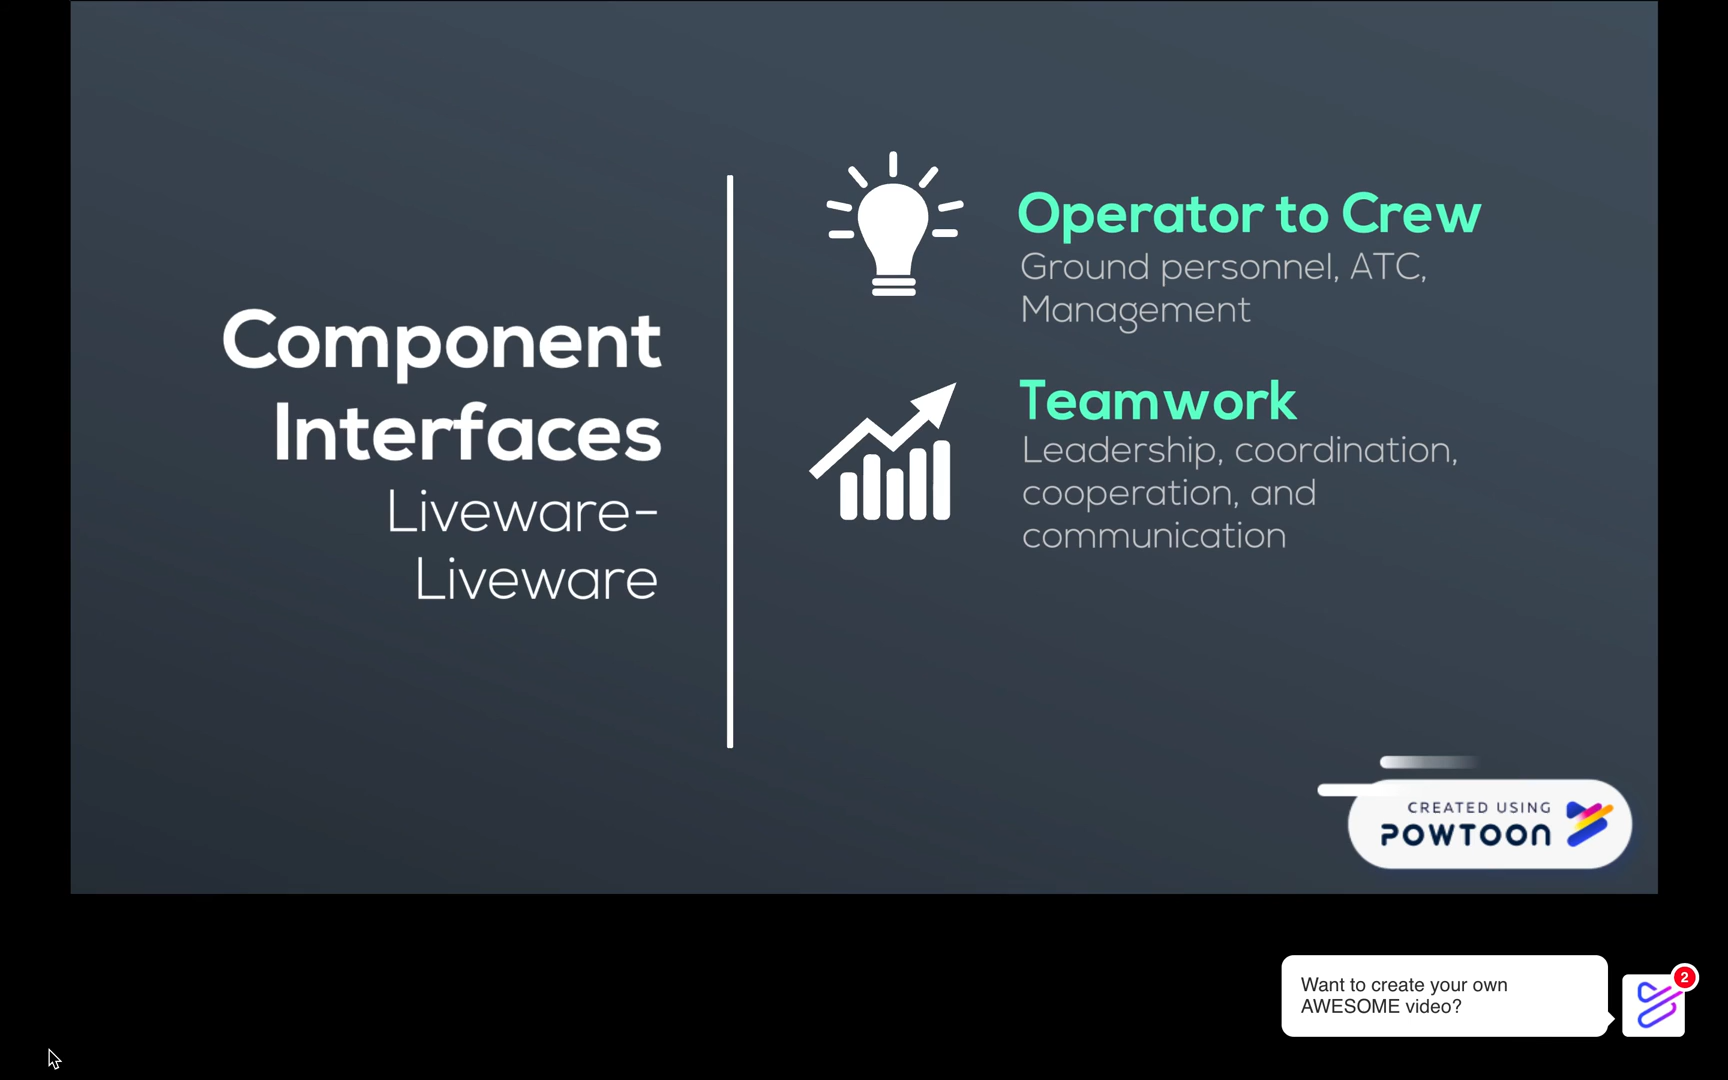 Component
Interfaces
Liveware-
Liveware
Operator to Crew
Ground personnel, ATC,
Management
Teamwork
Leadership, coordination,
cooperation, and
communication
CREATED USING
POWTOON
Want to create your own
AWESOME video?
2